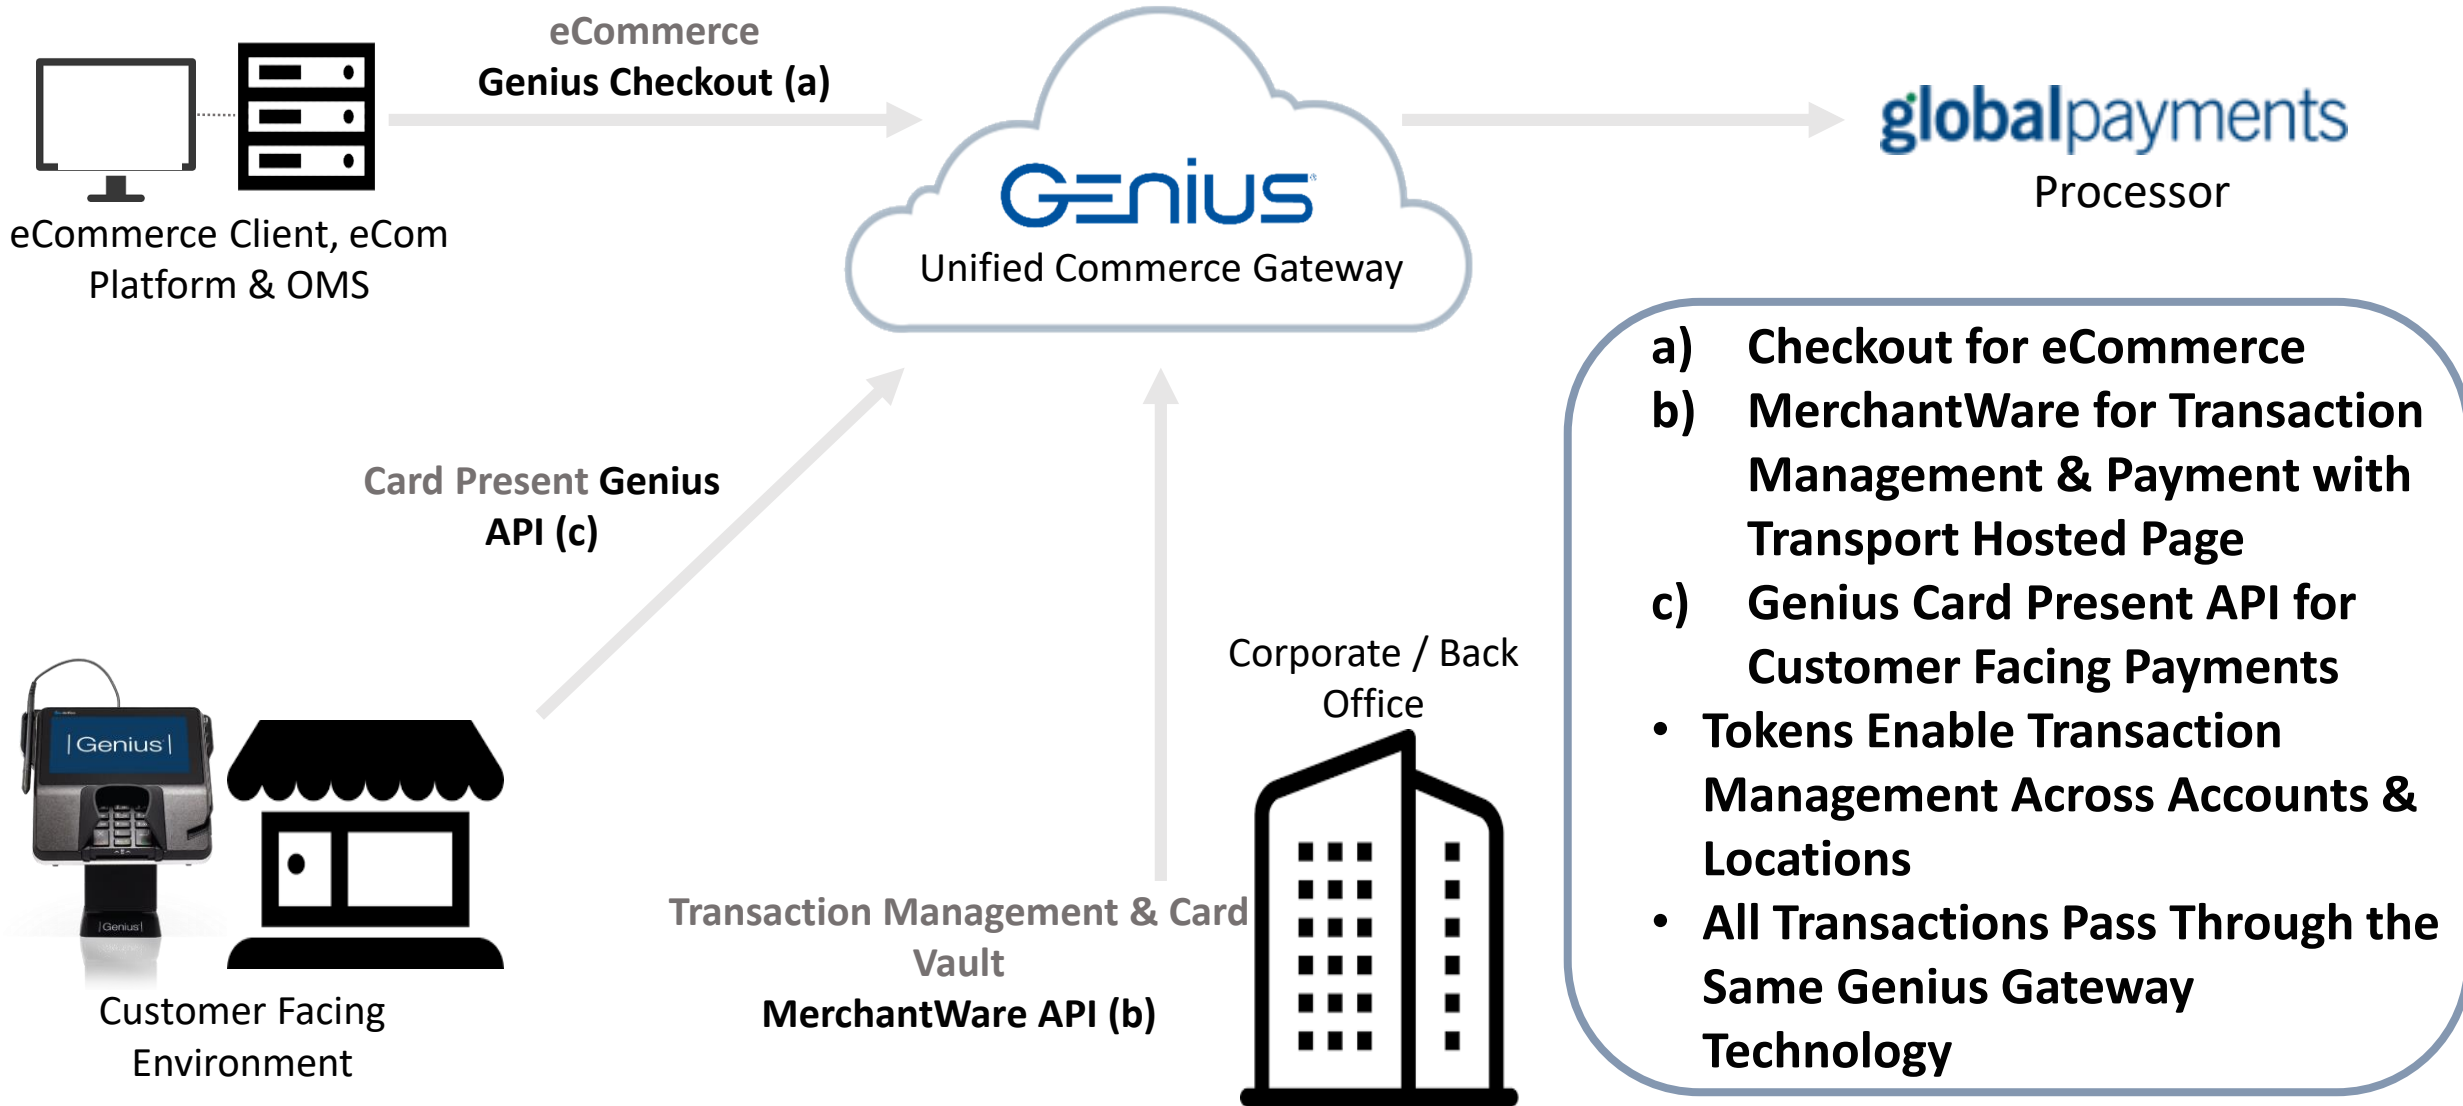 eCommerce
Genius Checkout (a)
eCommerce Client, eCom
Platform & OMS
Genius®
Unified Commerce Gateway
globalpayments
Processor
Card Present Genius
API (c)
|Genius|
|Genius|
Customer Facing
Environment
Transaction Management & Card
Vault
MerchantWare API (b)
Corporate / Back
Office
a) Checkout for eCommerce
b) MerchantWare for Transaction
Management & Payment with
Transport Hosted Page
c) Genius Card Present API for
Customer Facing Payments
• Tokens Enable Transaction
Management Across Accounts &
Locations
• All Transactions Pass Through the
Same Genius Gateway
Technology